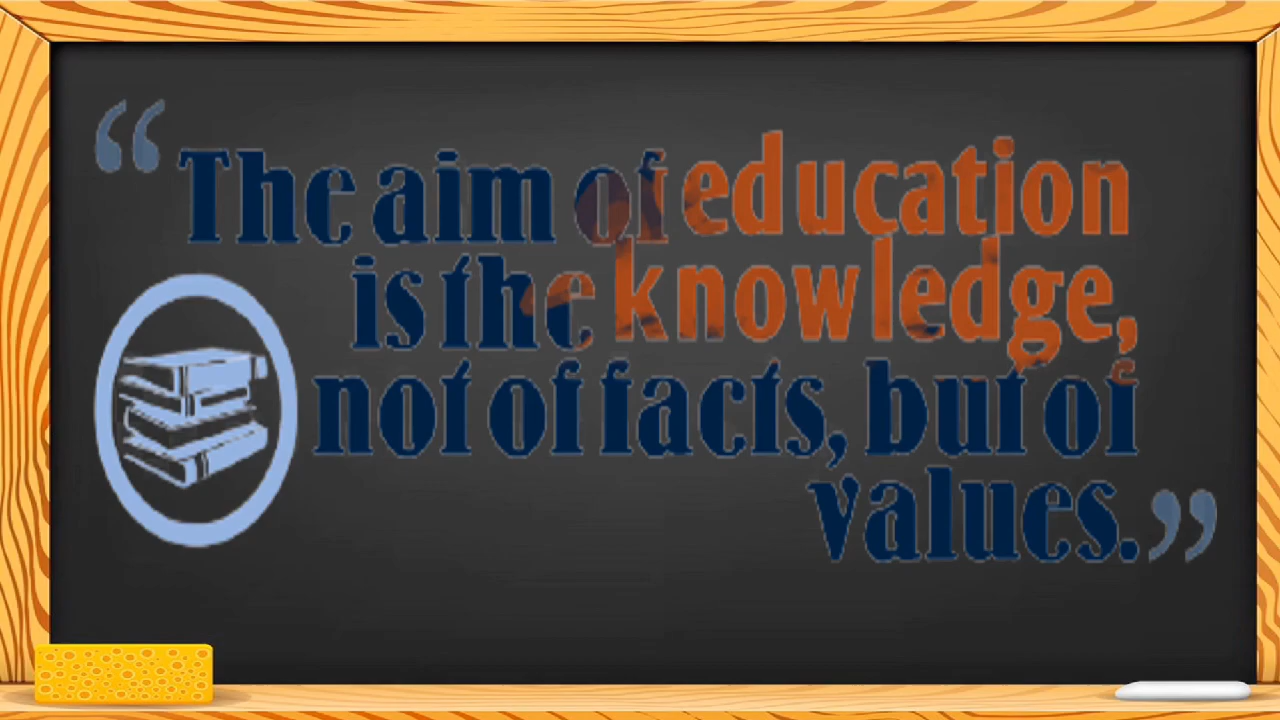 “The aim of education
is the knowledge,
not of facts, but of
values.”